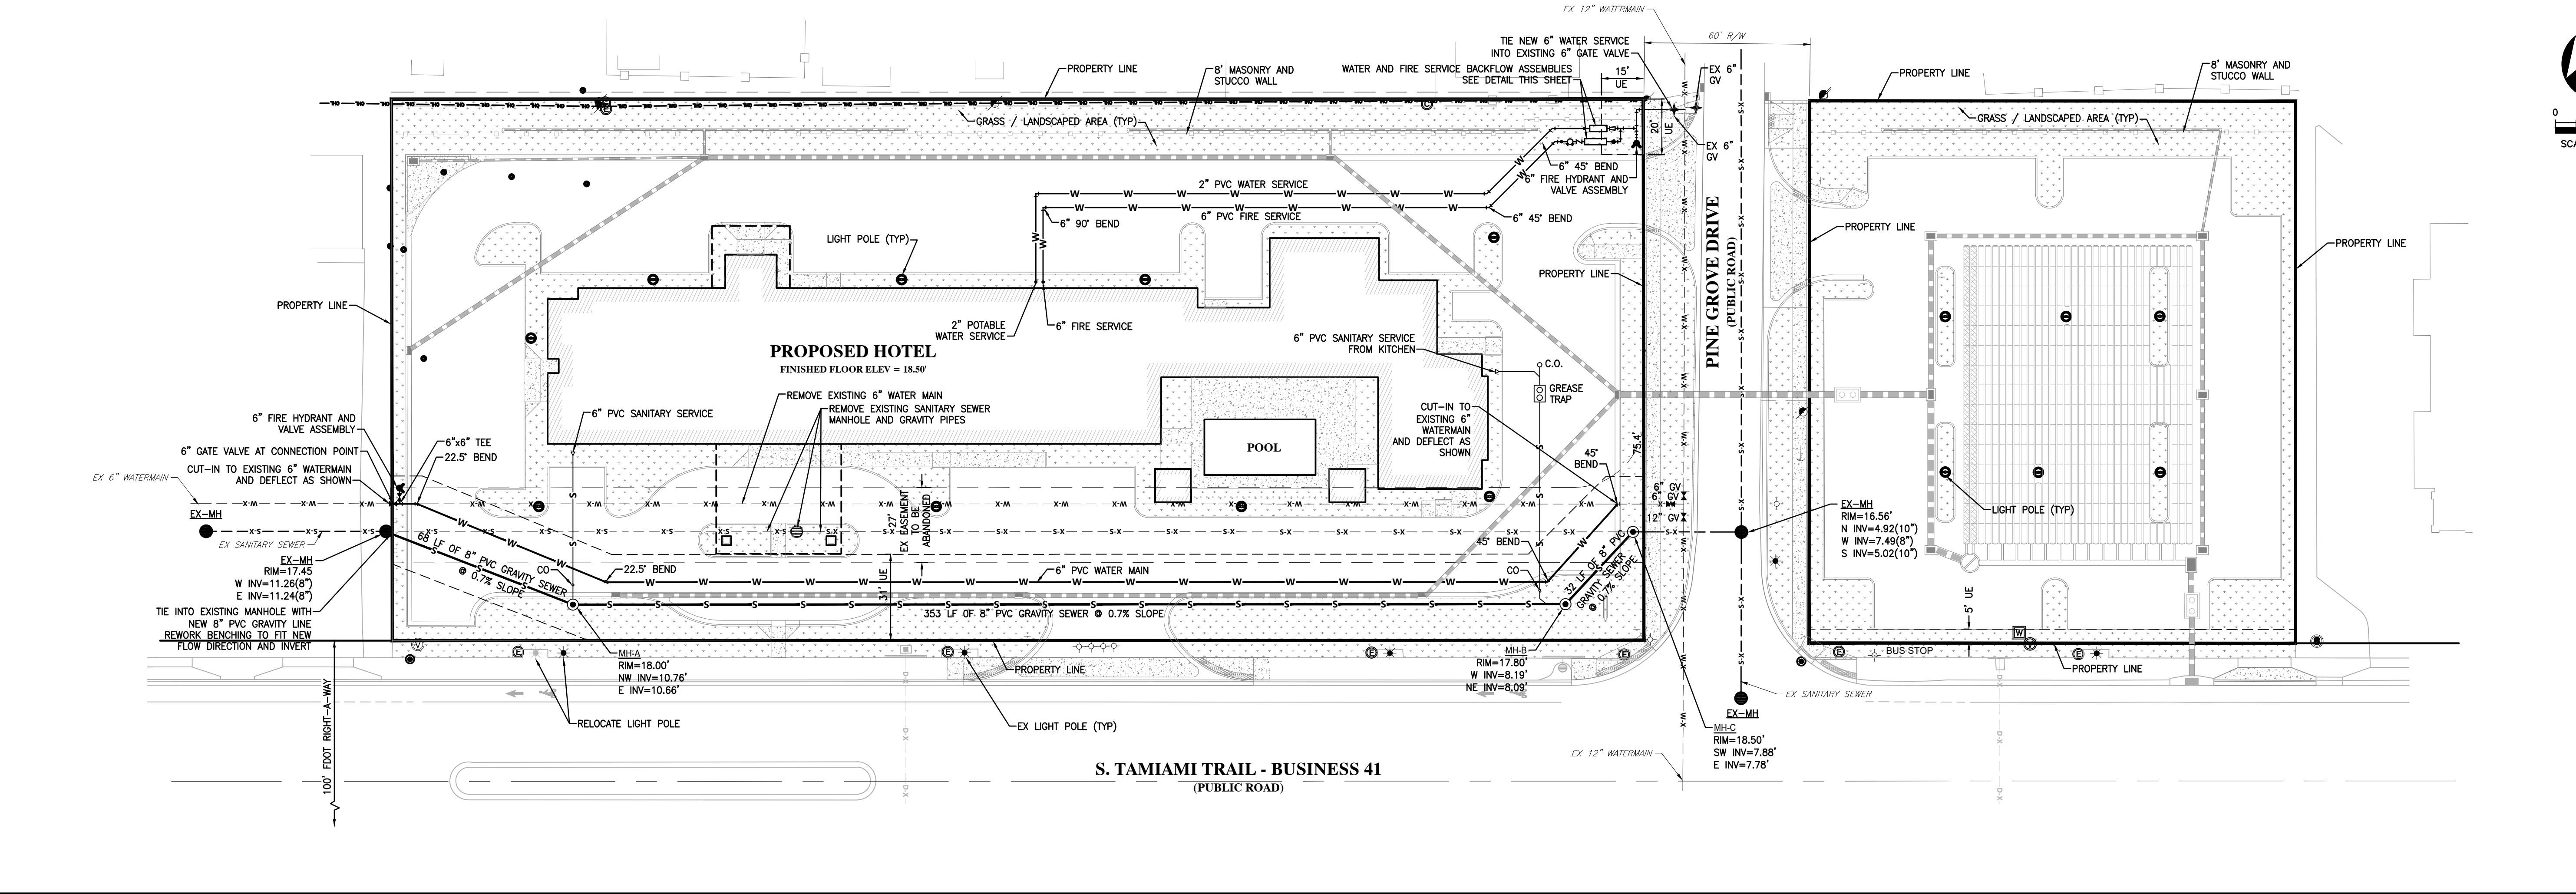 EX 12" WATERMAIN
TIE NEW 6" WATER SERVICE
INTO EXISTING 6" GATE VALVE
60' R/W
WATER AND FIRE SERVICE BACKFLOW ASSEMBLIES
SEE DETAIL THIS SHEET
15'
UE
EX 6"
GV
PROPERTY LINE
8' MASONRY AND
STUCCO WALL
PROPERTY LINE
8' MASONRY AND
STUCCO WALL
0
SCA
GRASS / LANDSCAPED AREA (TYP)
20'
UE
GRASS / LANDSCAPED AREA (TYP)
EX 6"
GV
6" 45° BEND
6" FIRE HYDRANT AND
VALVE ASSEMBLY
2" PVC WATER SERVICE
6" PVC FIRE SERVICE
6" 90° BEND
6" 45° BEND
LIGHT POLE (TYP)
PROPERTY LINE
PROPERTY LINE
PROPERTY LINE
PINE GROVE DRIVE
(PUBLIC ROAD)
PROPERTY LINE
2" POTABLE
WATER SERVICE
6" FIRE SERVICE
6" PVC SANITARY SERVICE
FROM KITCHEN
PROPOSED HOTEL
FINISHED FLOOR ELEV = 18.50'
C.O.
GREASE
TRAP
REMOVE EXISTING 6" WATER MAIN
REMOVE EXISTING SANITARY SEWER
MANHOLE AND GRAVITY PIPES
CUT-IN TO
EXISTING 6"
WATERMAIN
AND DEFLECT AS
SHOWN
75.4'
6" PVC SANITARY SERVICE
6" FIRE HYDRANT AND
VALVE ASSEMBLY
6"x6" TEE
6" GATE VALVE AT CONNECTION POINT
22.5° BEND
CUT-IN TO EXISTING 6" WATERMAIN
AND DEFLECT AS SHOWN
EX 6" WATERMAIN
POOL
45°
BEND
6" GV
6" GV
12" GV
EX-MH
EX SANITARY SEWER
27'
EX EASEMENT
TO BE
ABANDONED
EX-MH
RIM=16.56'
N INV=4.92(10")
W INV=7.49(8")
S INV=5.02(10")
LIGHT POLE (TYP)
EX-MH
RIM=17.45
W INV=11.26(8")
E INV=11.24(8")
TIE INTO EXISTING MANHOLE WITH
NEW 8" PVC GRAVITY LINE
REWORK BENCHING TO FIT NEW
FLOW DIRECTION AND INVERT
68 LF OF 8" PVC GRAVITY SEWER
@ 0.7% SLOPE
CO
22.5° BEND
6" PVC WATER MAIN
31' UE
45° BEND
CO
32 LF OF 8" PVC
GRAVITY SEWER
@ 0.7% SLOPE
353 LF OF 8" PVC GRAVITY SEWER @ 0.7% SLOPE
5' UE
MH-A
RIM=18.00'
NW INV=10.76'
E INV=10.66'
PROPERTY LINE
MH-B
RIM=17.80'
W INV=8.19'
NE INV=8.09'
BUS STOP
PROPERTY LINE
EX SANITARY SEWER
100' FDOT RIGHT-A-WAY
RELOCATE LIGHT POLE
EX LIGHT POLE (TYP)
EX-MH
MH-C
RIM=18.50'
SW INV=7.88'
E INV=7.78'
EX 12" WATERMAIN
S. TAMIAMI TRAIL - BUSINESS 41
(PUBLIC ROAD)